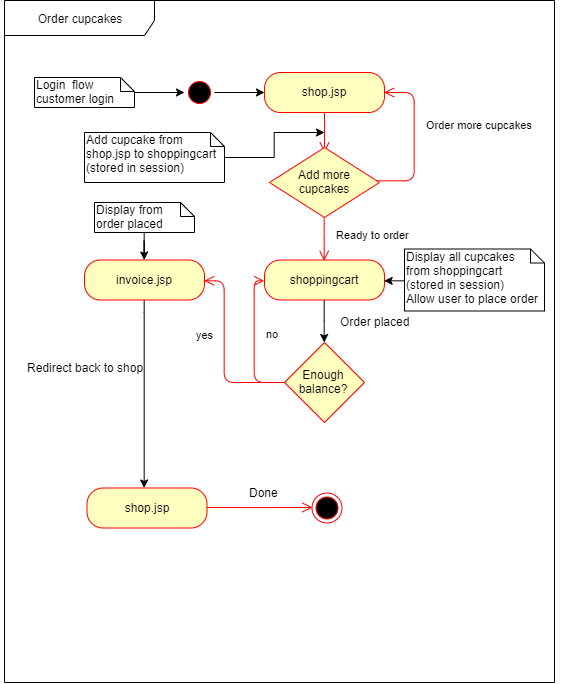 Order cupcakes
Login flow
customer login
shop.jsp
Order more cupcakes
Add cupcake from
shop.jsp to shoppingcart
(stored in session)
Add more
cupcakes
Display from
order placed
Ready to order
Display all cupcakes
from shoppingcart
(stored in session)
Allow user to place order
invoice.jsp
shoppingcart
Order placed
yes
no
Redirect back to shop
Enough
balance?
shop.jsp
Done